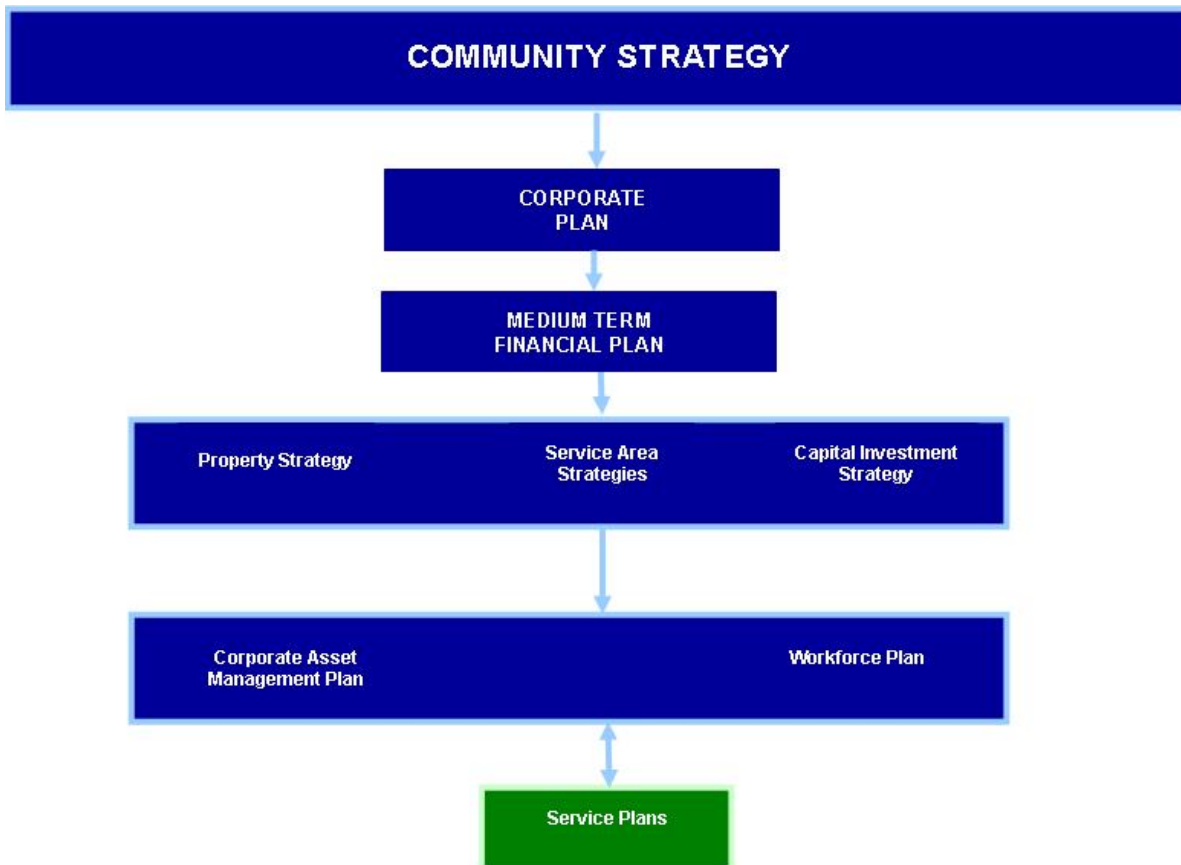 COMMUNITY STRATEGY
CORPORATE
PLAN
MEDIUM TERM
FINANCIAL PLAN
Property Strategy
Service Area
Strategies
Capital Investment
Strategy
Corporate Asset
Management Plan
Workforce Plan
Service Plans